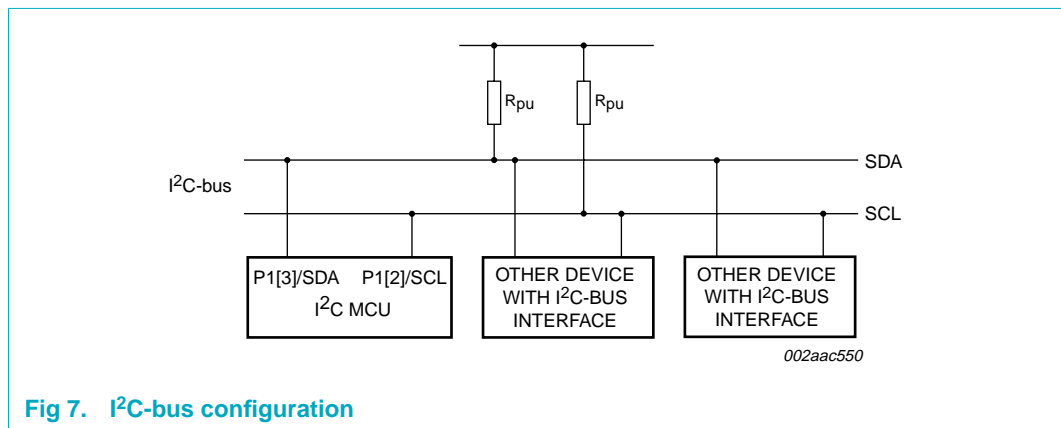 Rpu Rpu
SDA
I²C-bus
SCL
P1[3]/SDA P1[2]/SCL
I²C MCU
OTHER DEVICE
WITH I²C-BUS
INTERFACE
OTHER DEVICE
WITH I²C-BUS
INTERFACE
002aac550
Fig 7. I²C-bus configuration